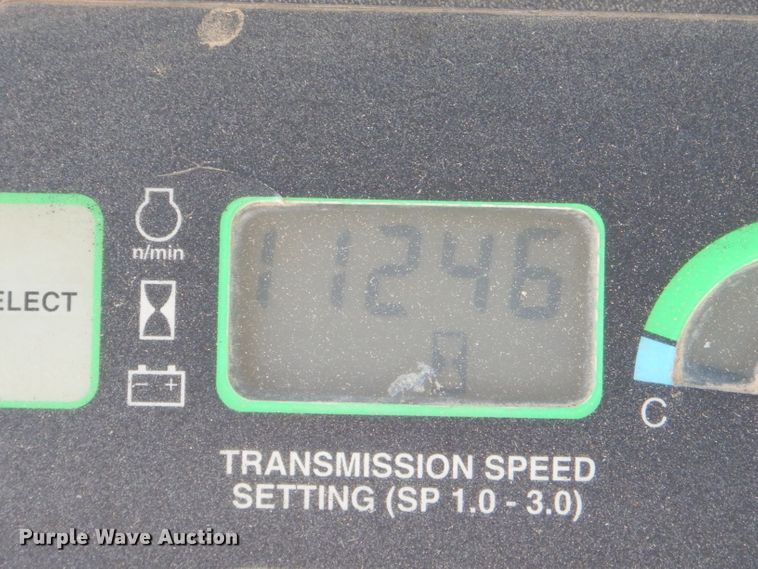 ELECT
n/min
11246
C
TRANSMISSION SPEED
SETTING (SP 1.0 - 3.0)
Purple Wave Auction